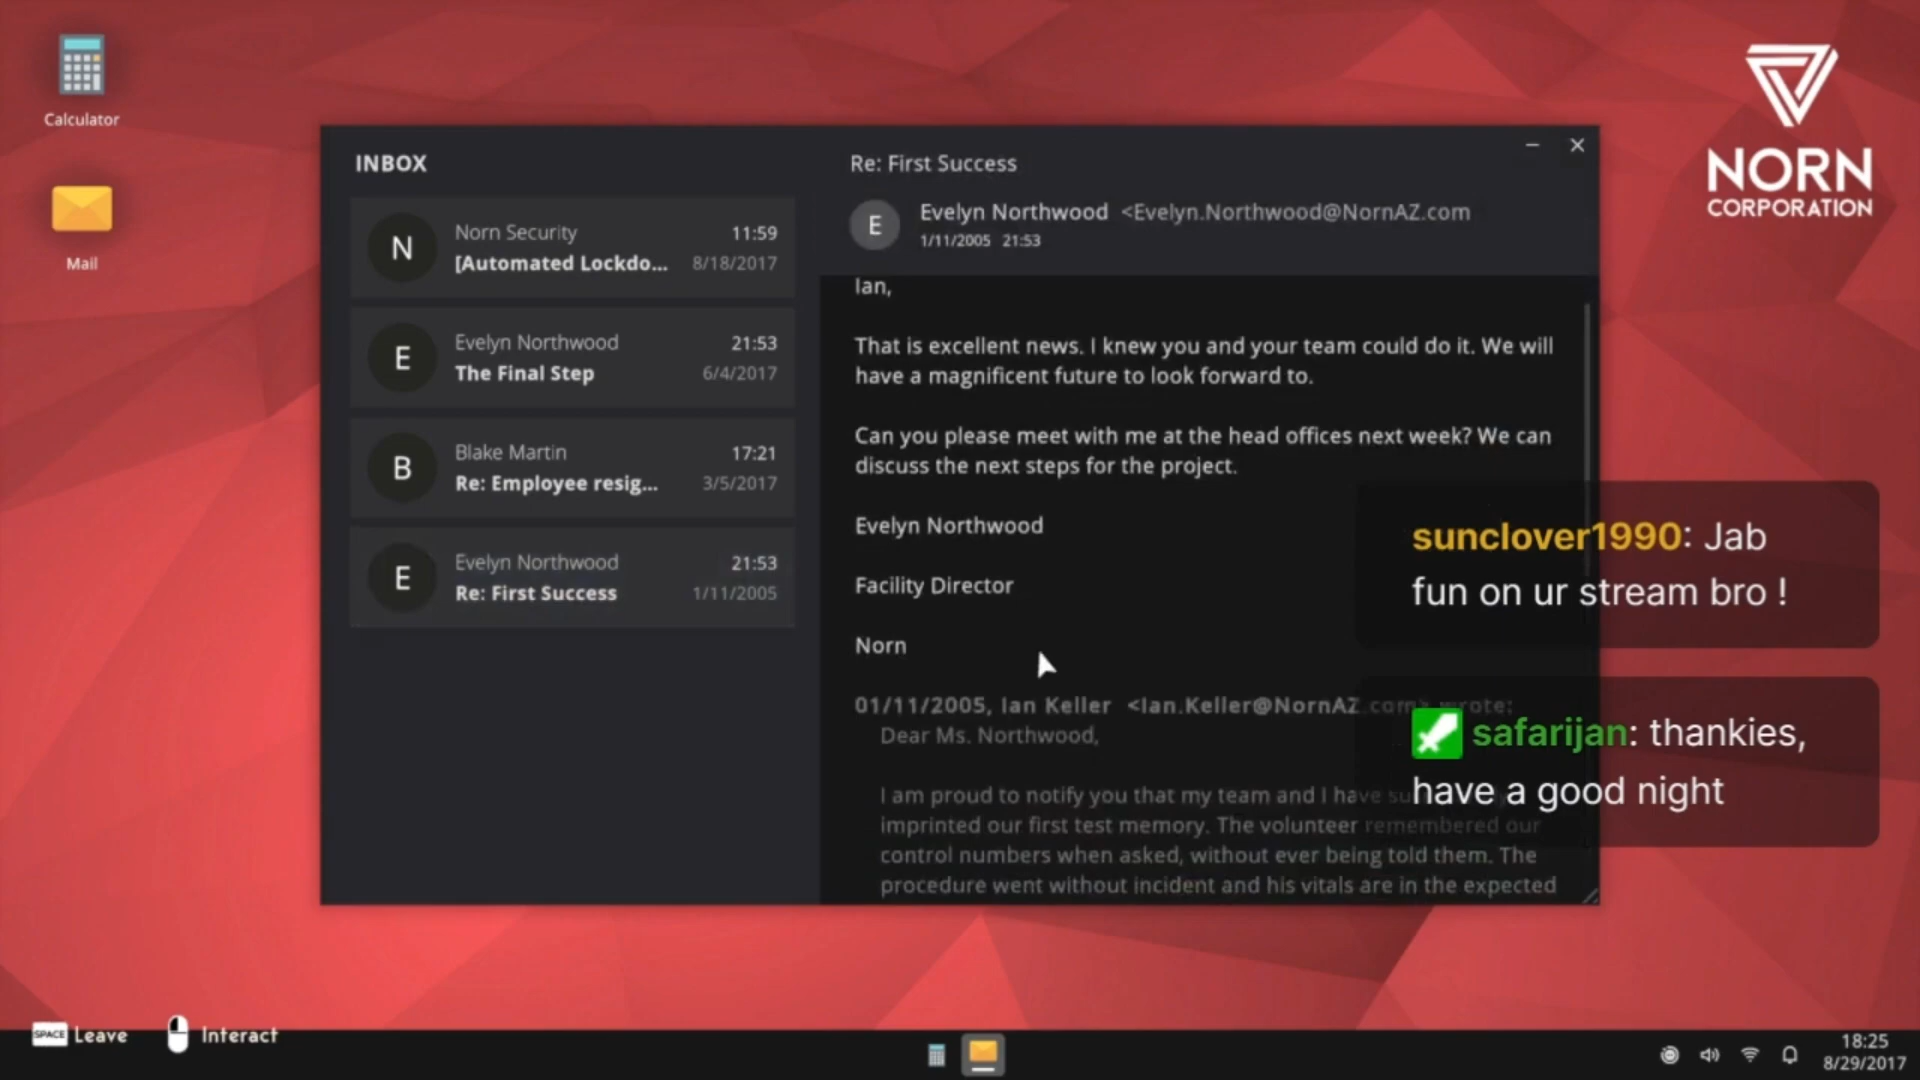 Calculator
Mail
NORN
CORPORATION
INBOX
N
Norn Security 11:59
[Automated Lockdo... 8/18/2017
E
Evelyn Northwood 21:53
The Final Step 6/4/2017
B
Blake Martin 17:21
Re: Employee resig... 3/5/2017
E
Evelyn Northwood 21:53
Re: First Success 1/11/2005
Re: First Success
E
Evelyn Northwood <Evelyn.Northwood@NornAZ.com
1/11/2005 21:53
Ian,
That is excellent news. I knew you and your team could do it. We will
have a magnificent future to look forward to.
Can you please meet with me at the head offices next week? We can
discuss the next steps for the project.
Evelyn Northwood
Facility Director
Norn
01/11/2005, Ian Keller <Ian.Keller@NornAZ.com> wrote:
Dear Ms. Northwood,
I am proud to notify you that my team and I have
imprinted our first test memory. The volunteer remembered our
control numbers when asked, without ever being told them. The
procedure went without incident and his vitals are in the expected
sunclover1990: Jab
fun on ur stream bro !
safarijan: thankies,
have a good night
SPACE Leave
Interact
18:25
8/29/2017